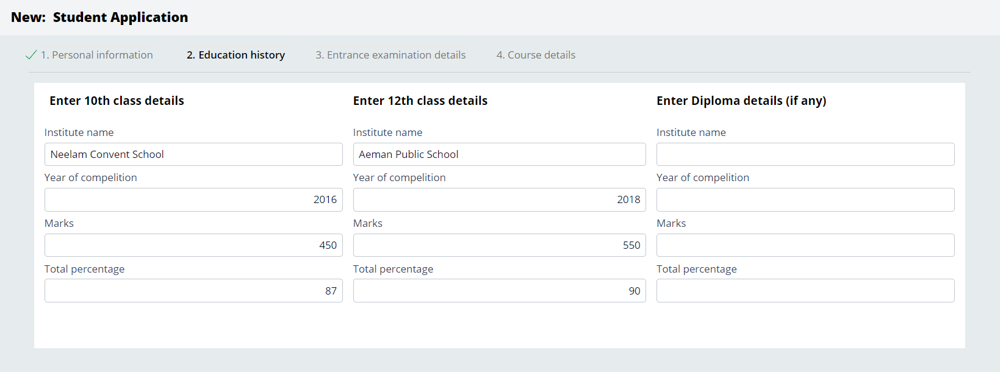 New: Student Application
1. Personal information
2. Education history
3. Entrance examination details
4. Course details
Enter 10th class details
Institute name
Neelam Convent School
Year of compelition
2016
Marks
450
Total percentage
87
Enter 12th class details
Institute name
Aeman Public School
Year of compelition
2018
Marks
550
Total percentage
90
Enter Diploma details (if any)
Institute name
Year of compelition
Marks
Total percentage